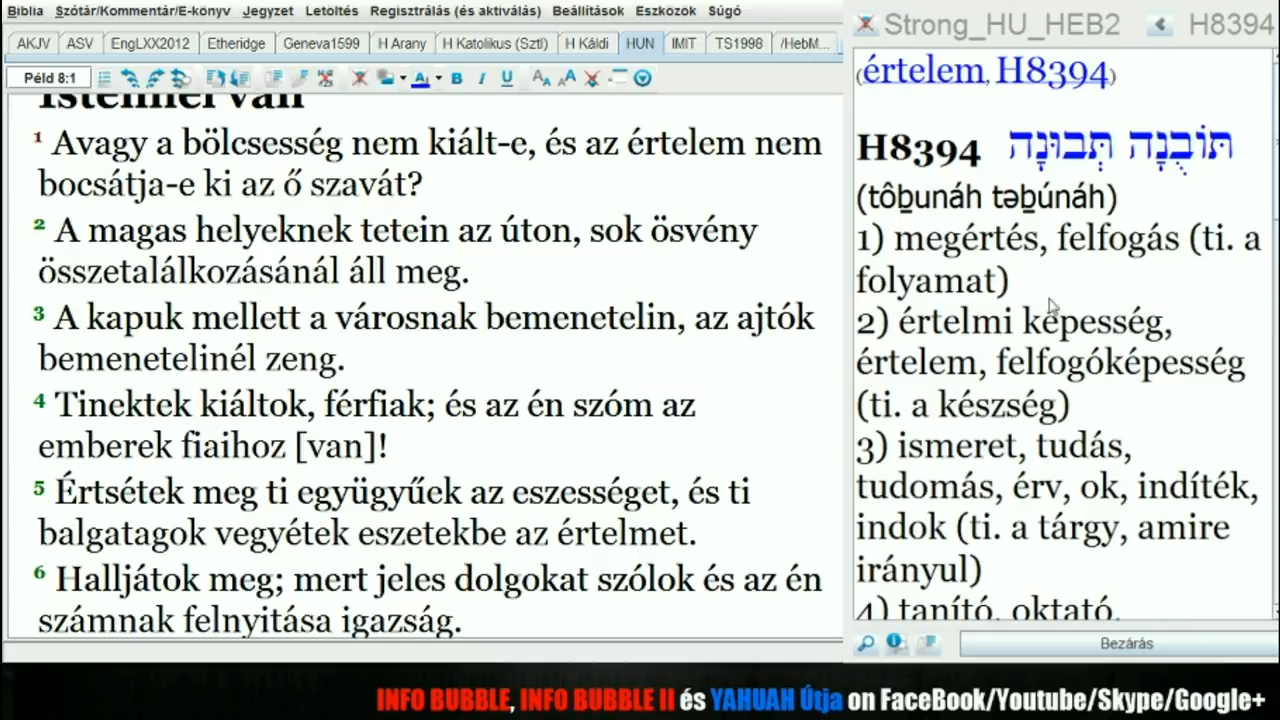 Biblia Szótár/Kommentár/E-könyv Jegyzet Letöltés Regisztrálás (és aktiválás) Beállítások Eszközök Súgó
AKJV ASV EngLXX2012 Etheridge Geneva1599 H Arany H Katolikus (SztI) H Káldi HUN IMIT TS1998 /HebM...
Péld 8:1
Istennél van
1 Avagy a bölcsesség nem kiált-e, és az értelem nem
bocsátja-e ki az ő szavát?
2 A magas helyeknek tetein az úton, sok ösvény
összetalálkozásánál áll meg.
3 A kapuk mellett a városnak bemenetelin, az ajtók
bemenetelinél zeng.
4 Tinektek kiáltok, férfiak; és az én szóm az
emberek fiaihoz [van]!
5 Értsétek meg ti együgyűek az eszességet, és ti
balgatagok vegyétek eszetekbe az értelmet.
6 Halljátok meg; mert jeles dolgokat szólok és az én
számnak felnyitása igazság.
Strong_HU_HEB2 H8394
(értelem, H8394)
H8394 תּוֹבֻנָה תְּבוּנָה
(tôḇunáh təḇúnáh)
1) megértés, felfogás (ti. a
folyamat)
2) értelmi képesség,
értelem, felfogóképesség
(ti. a készség)
3) ismeret, tudás,
tudomás, érv, ok, indíték,
indok (ti. a tárgy, amire
irányul)
4) tanító, oktató,
Bezárás
INFO BUBBLE, INFO BUBBLE II és YAHUAH Útja on FaceBook/Youtube/Skype/Google+